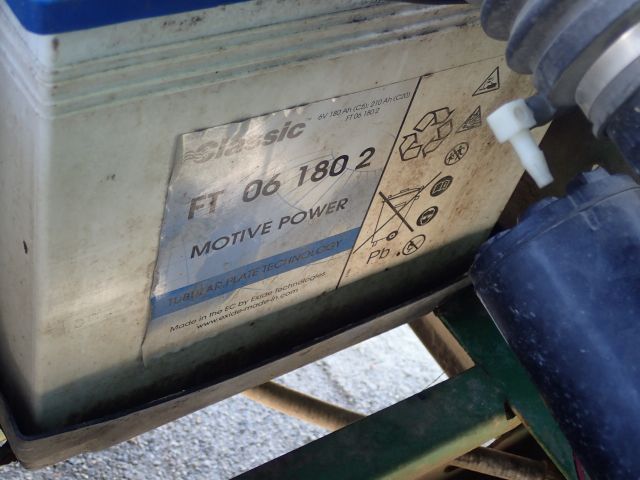 Classic™
6V 180 Ah (C5); 210 Ah (C20)
FT 06 180 2
FT 06 180 2
MOTIVE POWER
TUBULAR PLATE TECHNOLOGY
Made in the EC by Exide Technologies
www.exide-made-in.com
Pb